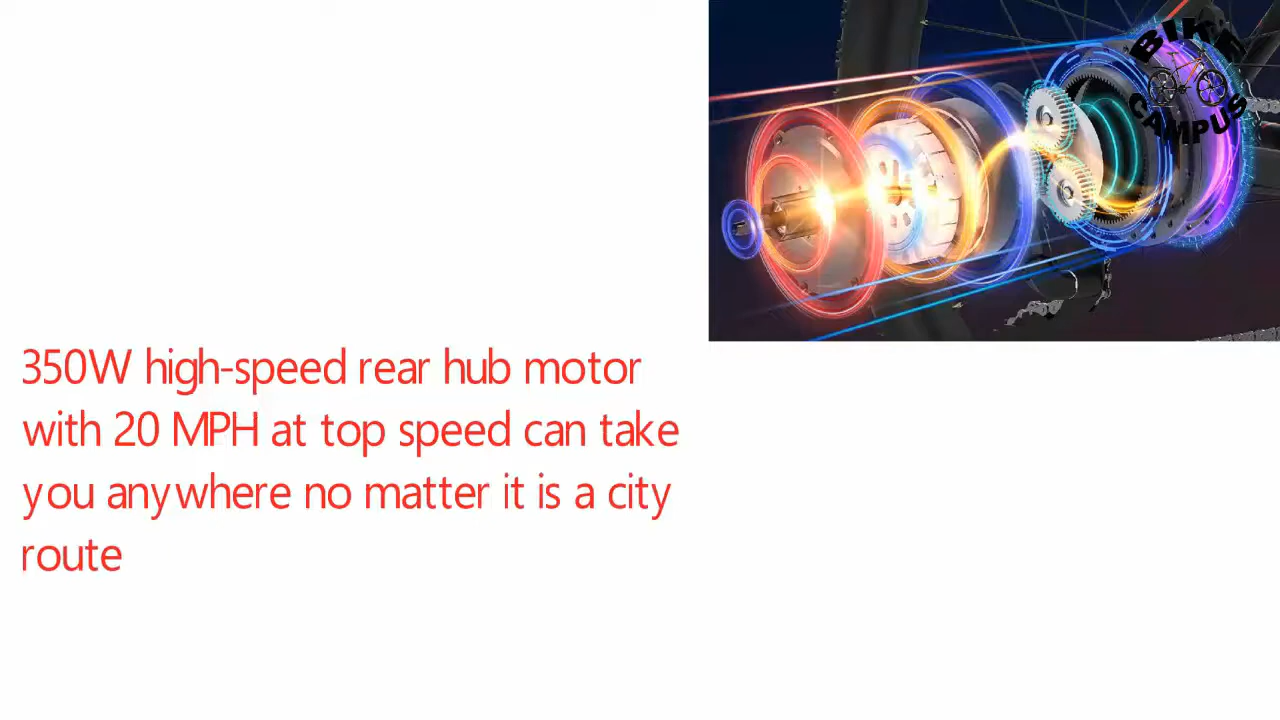 BIKE
CAMPUS
350W high-speed rear hub motor
with 20 MPH at top speed can take
you anywhere no matter it is a city
route